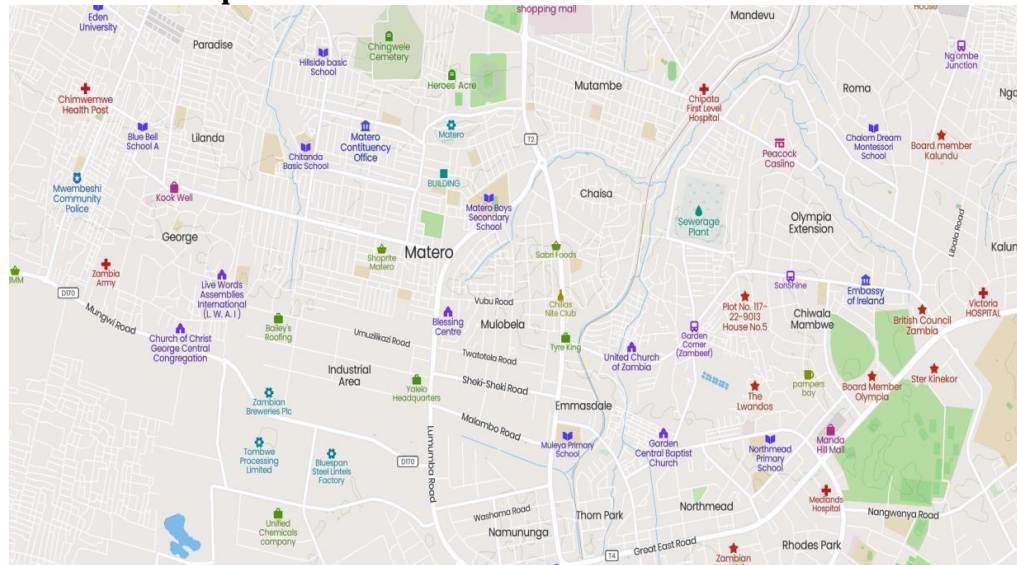 shopping mall
House
Eden
University
Mandevu
Paradise
Chingwele
Cemetery
Hillside basic
School
Ng'ombe
Junction
Heroes' Acre
Mutambe
Roma
Chimwemwe
Health Post
Chipata
First Level
Hospital
Blue Bell
School A
Lilanda
Matero
Contituency
Office
Matero
T2
Chalam Dream
Montessori
School
Board member
Kalundu
Chitanda
Basic School
Peacock
Casiino
Mwembeshi
Community
Police
Kook Well
BUILDING
Matero Boys
Secondary
School
Chaisa
Sewerage
Plant
Olympia
Extension
Libala Road
George
Matero
Shoprite
Matero
Sabri Foods
Zambia
Army
D170
Mungwi Road
Live Words
Assemblies
International
(L. W. A. I )
SonShine
Embassy
of Ireland
Vubu Road
Chillas
Nite Club
Plot No. 117-
22-9013
House No.5
Chiwala
Mambwe
Victoria
HOSPITAL
British Council
Zambia
Church of Christ
George Central
Congregation
Bailey's
Roofing
Umuzilikazi Road
Blessing
Centre
Mulobela
Tyre King
Garden
Corner
(Zambeef)
United Church
of Zambia
Twatotela Road
Industrial
Area
Sheki-Sheki Road
Yalelo
Headquarters
pampers
bay
Board Member
Olympia
Ster Kinekor
The
Lwandos
Zambian
Breweries Plc
Emmasdale
Malambo Road
Lumumba Road
Muleya Primary
School
Garden
Central Baptist
Church
Northmead
Primary
School
Manda
Hill Mall
Tombwe
Processing
Limited
Bluespan
Steel Lintels
Factory
D170
Medlands
Hospital
Northmead
Nangwenya Road
Unified
Chemicals
company
Washama Road
Thorn Park
Namununga
T4
Great East Road
Zambian
Rhodes Park